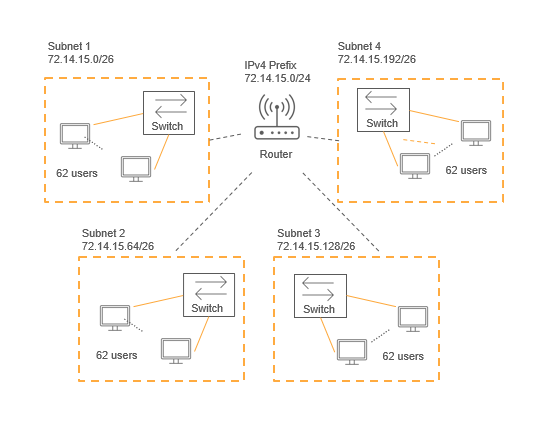 Subnet 1
72.14.15.0/26
Switch
62 users
IPv4 Prefix
72.14.15.0/24
Router
Subnet 4
72.14.15.192/26
Switch
62 users
Subnet 2
72.14.15.64/26
Switch
62 users
Subnet 3
72.14.15.128/26
Switch
62 users